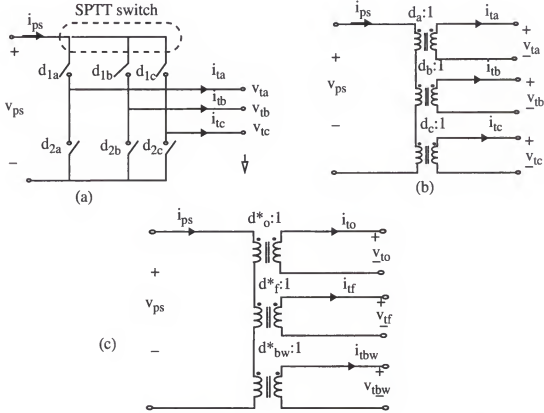 SPTT switch
i_ps
+
d_1a
d_1b
d_1c
i_ta
v_ta
i_tb
v_tb
i_tc
v_tc
v_ps
d_2a
d_2b
d_2c
−
(a)
i_ps
d_a:1
i_ta
+
v_ta
−
+
d_b:1
i_tb
+
v_tb
−
v_ps
d_c:1
i_tc
+
v_tc
−
−
(b)
i_ps
d*_o:1
i_to
+
v_to
−
+
d*_f:1
i_tf
+
v_tf
−
v_ps
(c)
d*_bw:1
i_tbw
+
v_tbw
−
−